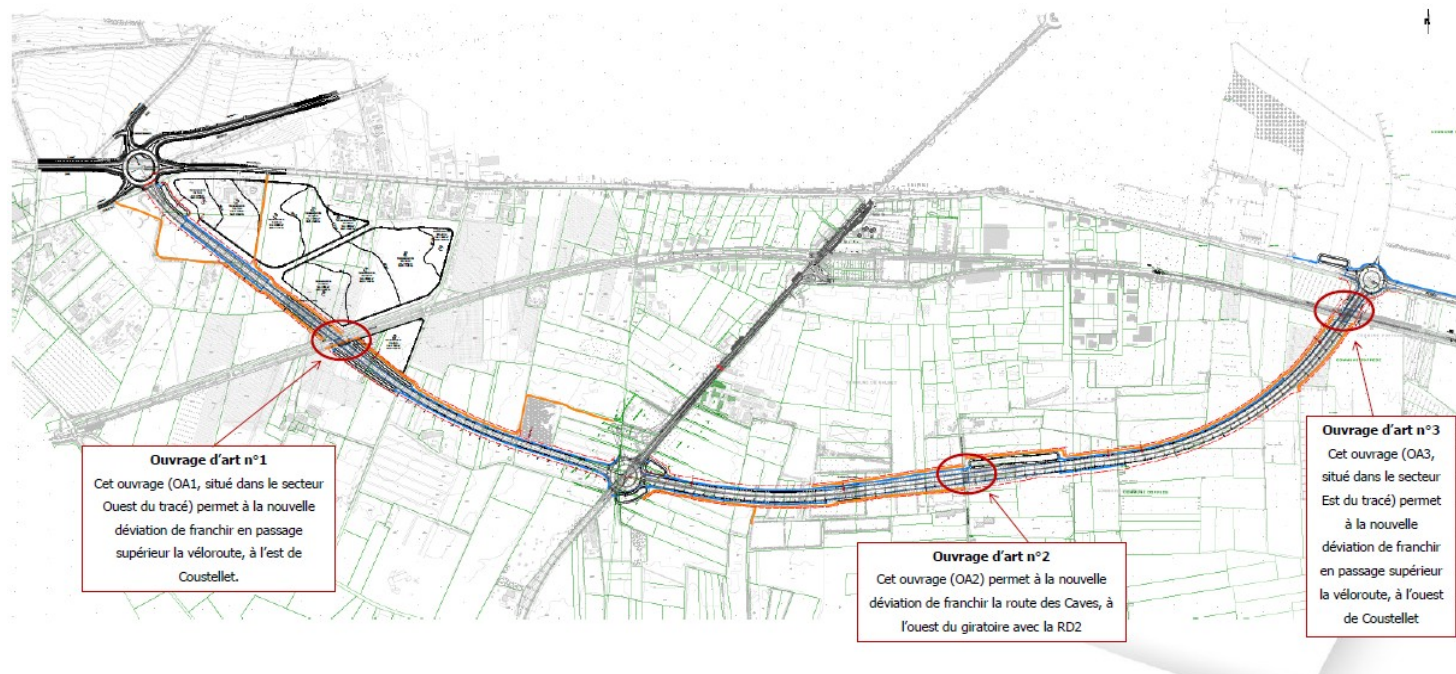 Ouvrage d'art n°1
Cet ouvrage (OA1, situé dans le secteur
Ouest du tracé) permet à la nouvelle
déviation de franchir en passage
supérieur la véloroute, à l'est de
Coustellet.
Ouvrage d'art n°2
Cet ouvrage (OA2) permet à la nouvelle
déviation de franchir la route des Caves, à
l'ouest du giratoire avec la RD2
Ouvrage d'art n°3
Cet ouvrage (OA3,
situé dans le secteur
Est du tracé) permet
à la nouvelle
déviation de franchir
en passage supérieur
la véloroute, à l'ouest
de Coustellet